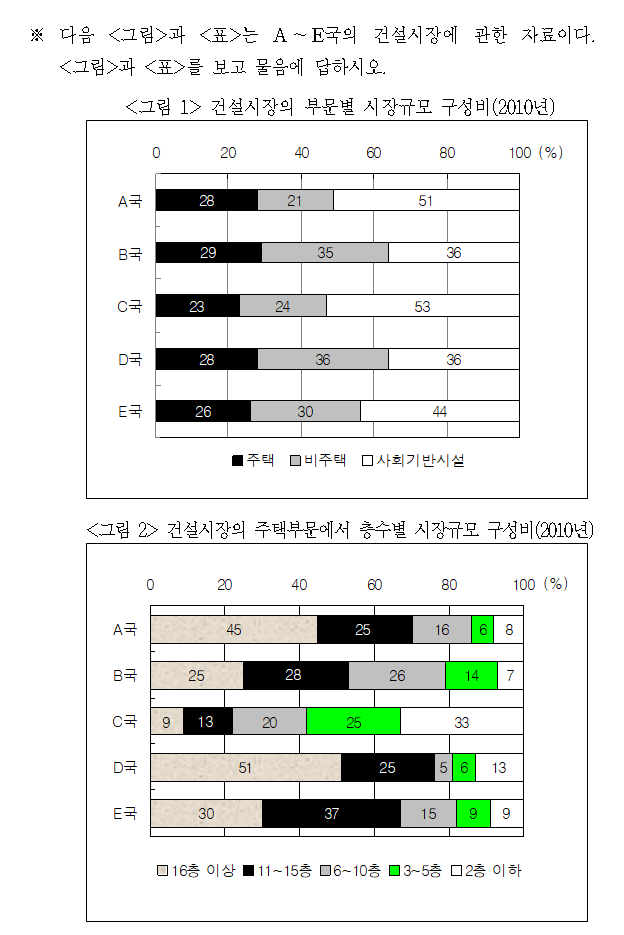 ※ 다음 <그림>과 <표>는 A ~ E국의 건설시장에 관한 자료이다.
<그림>과 <표>를 보고 물음에 답하시오.
<그림 1> 건설시장의 부문별 시장규모 구성비(2010년)
0 20 40 60 80 100 (%)
A국 28 21 51
B국 29 35 36
C국 23 24 53
D국 28 36 36
E국 26 30 44
주택 비주택 사회기반시설
<그림 2> 건설시장의 주택부문에서 층수별 시장규모 구성비(2010년)
0 20 40 60 80 100 (%)
A국 45 25 16 6 8
B국 25 28 26 14 7
C국 9 13 20 25 33
D국 51 25 5 6 13
E국 30 37 15 9 9
16층 이상 11~15층 6~10층 3~5층 2층 이하